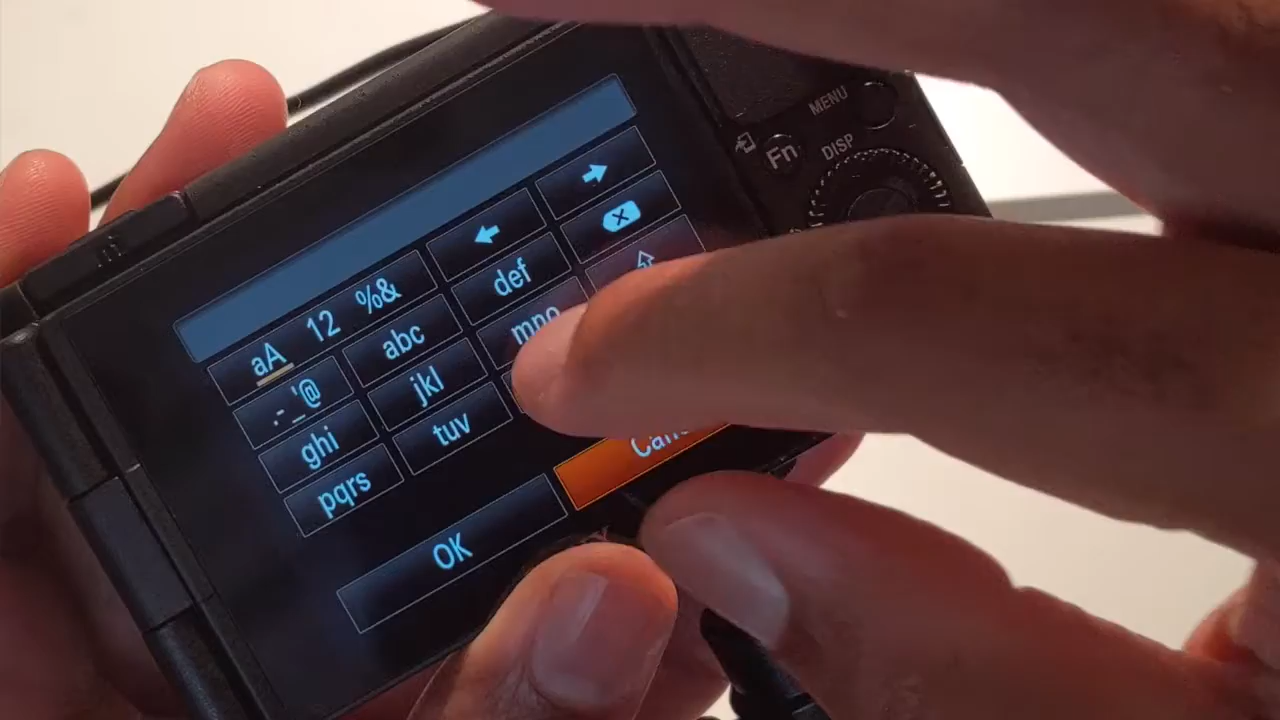 aA 12 %&
.-_'@ abc def
ghi jkl mno
pqrs tuv
OK
MENU
DISP
Fn